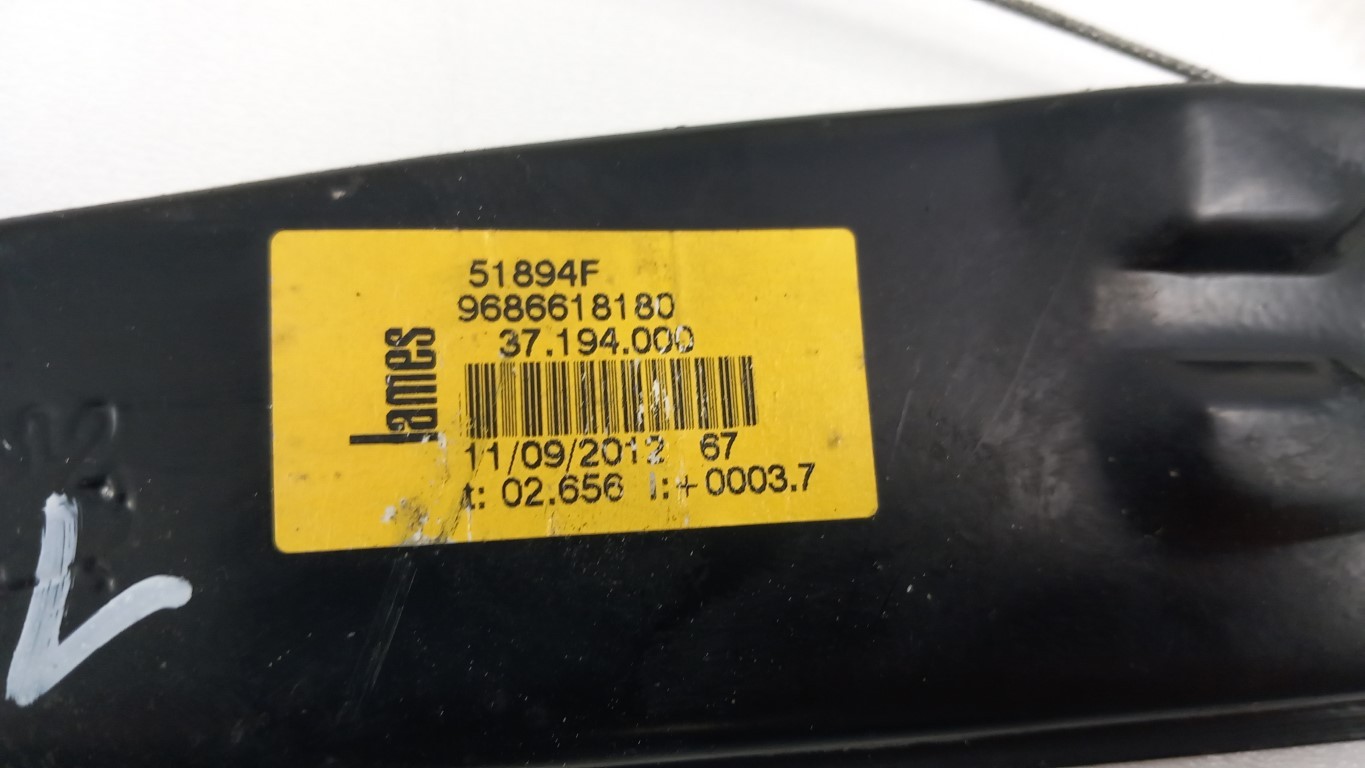 51894F
9686618180
37.194.000
Lames
11/09/2012 67
t: 02.656 I:+0003.7